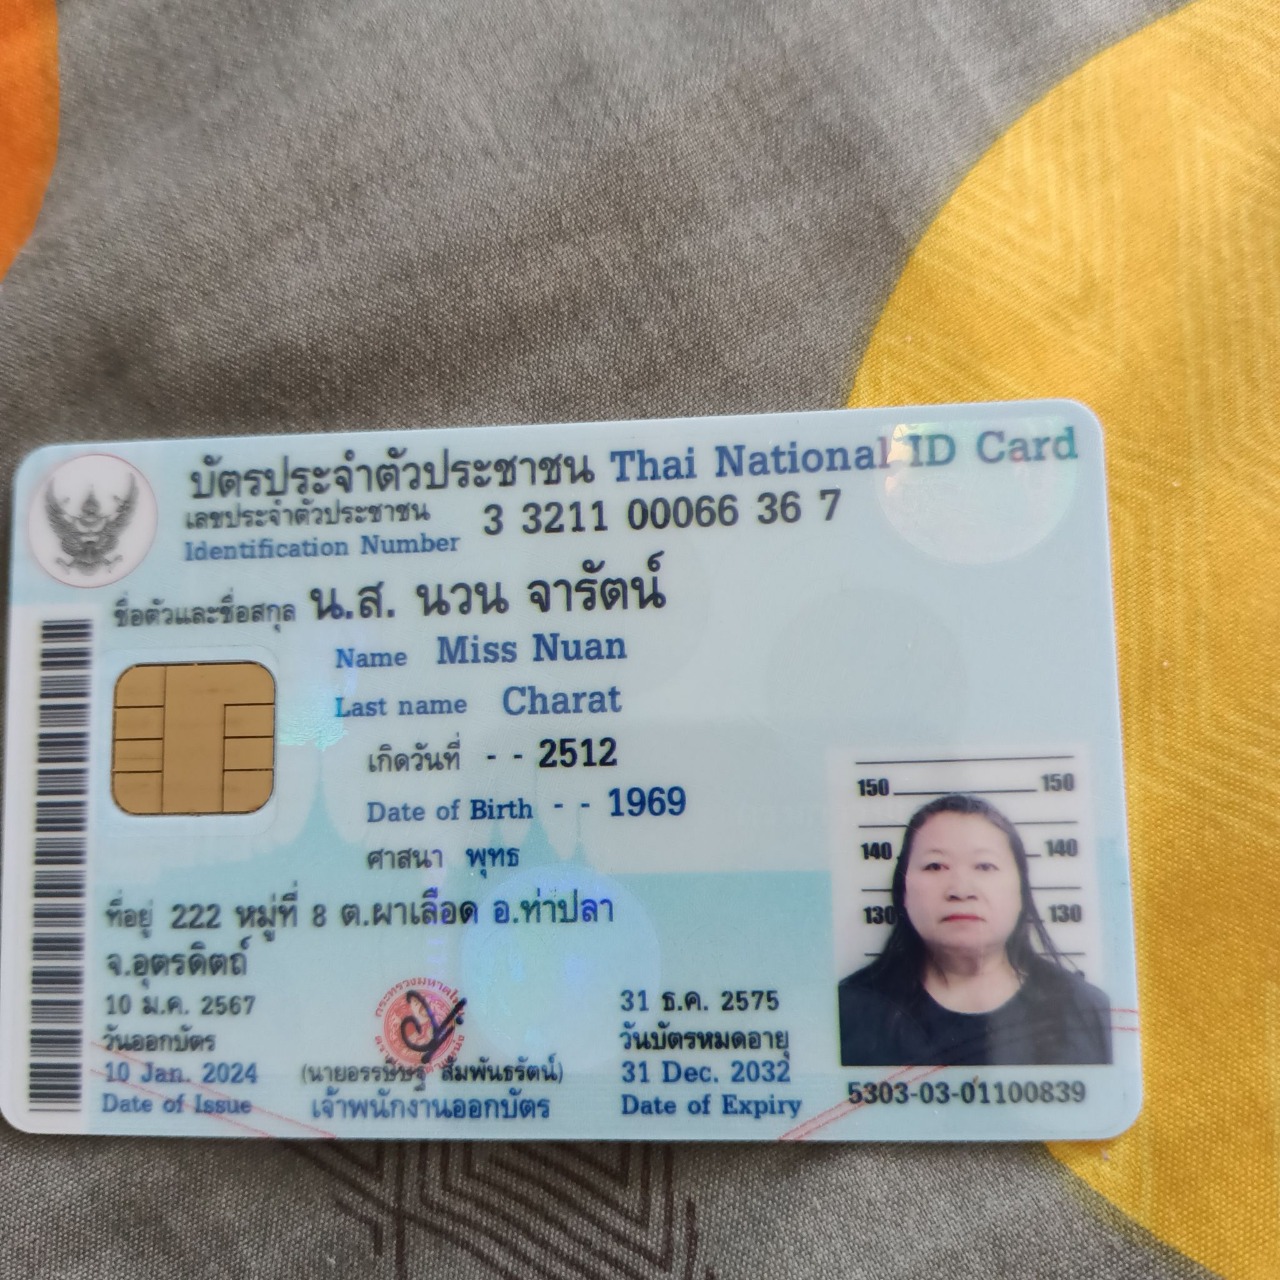 บัตรประจำตัวประชาชน Thai National ID Card
เลขประจำตัวประชาชน 3 3211 00066 36 7
Identification Number
ชื่อตัวและชื่อสกุล น.ส. นวน จารัตน์
Name Miss Nuan
Last name Charat
เกิดวันที่ - - 2512
Date of Birth - - 1969
ศาสนา พุทธ
ที่อยู่ 222 หมู่ที่ 8 ต.ผาเลือด อ.ท่าปลา
จ.อุตรดิตถ์
10 ม.ค. 2567
วันออกบัตร
10 Jan. 2024
Date of Issue
สัมพันธรัตน์)
เจ้าพนักงานออกบัตร
31 ธ.ค. 2575
วันบัตรหมดอายุ
31 Dec. 2032
Date of Expiry
150 150
140 140
130 130
5303-03-01100839